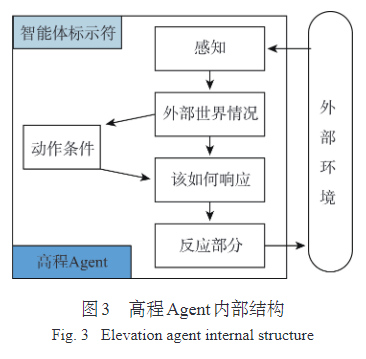 智能体标示符
感知
外部世界情况
动作条件
该如何响应
反应部分
高程Agent
外部环境
图3 高程Agent内部结构
Fig. 3 Elevation agent internal structure